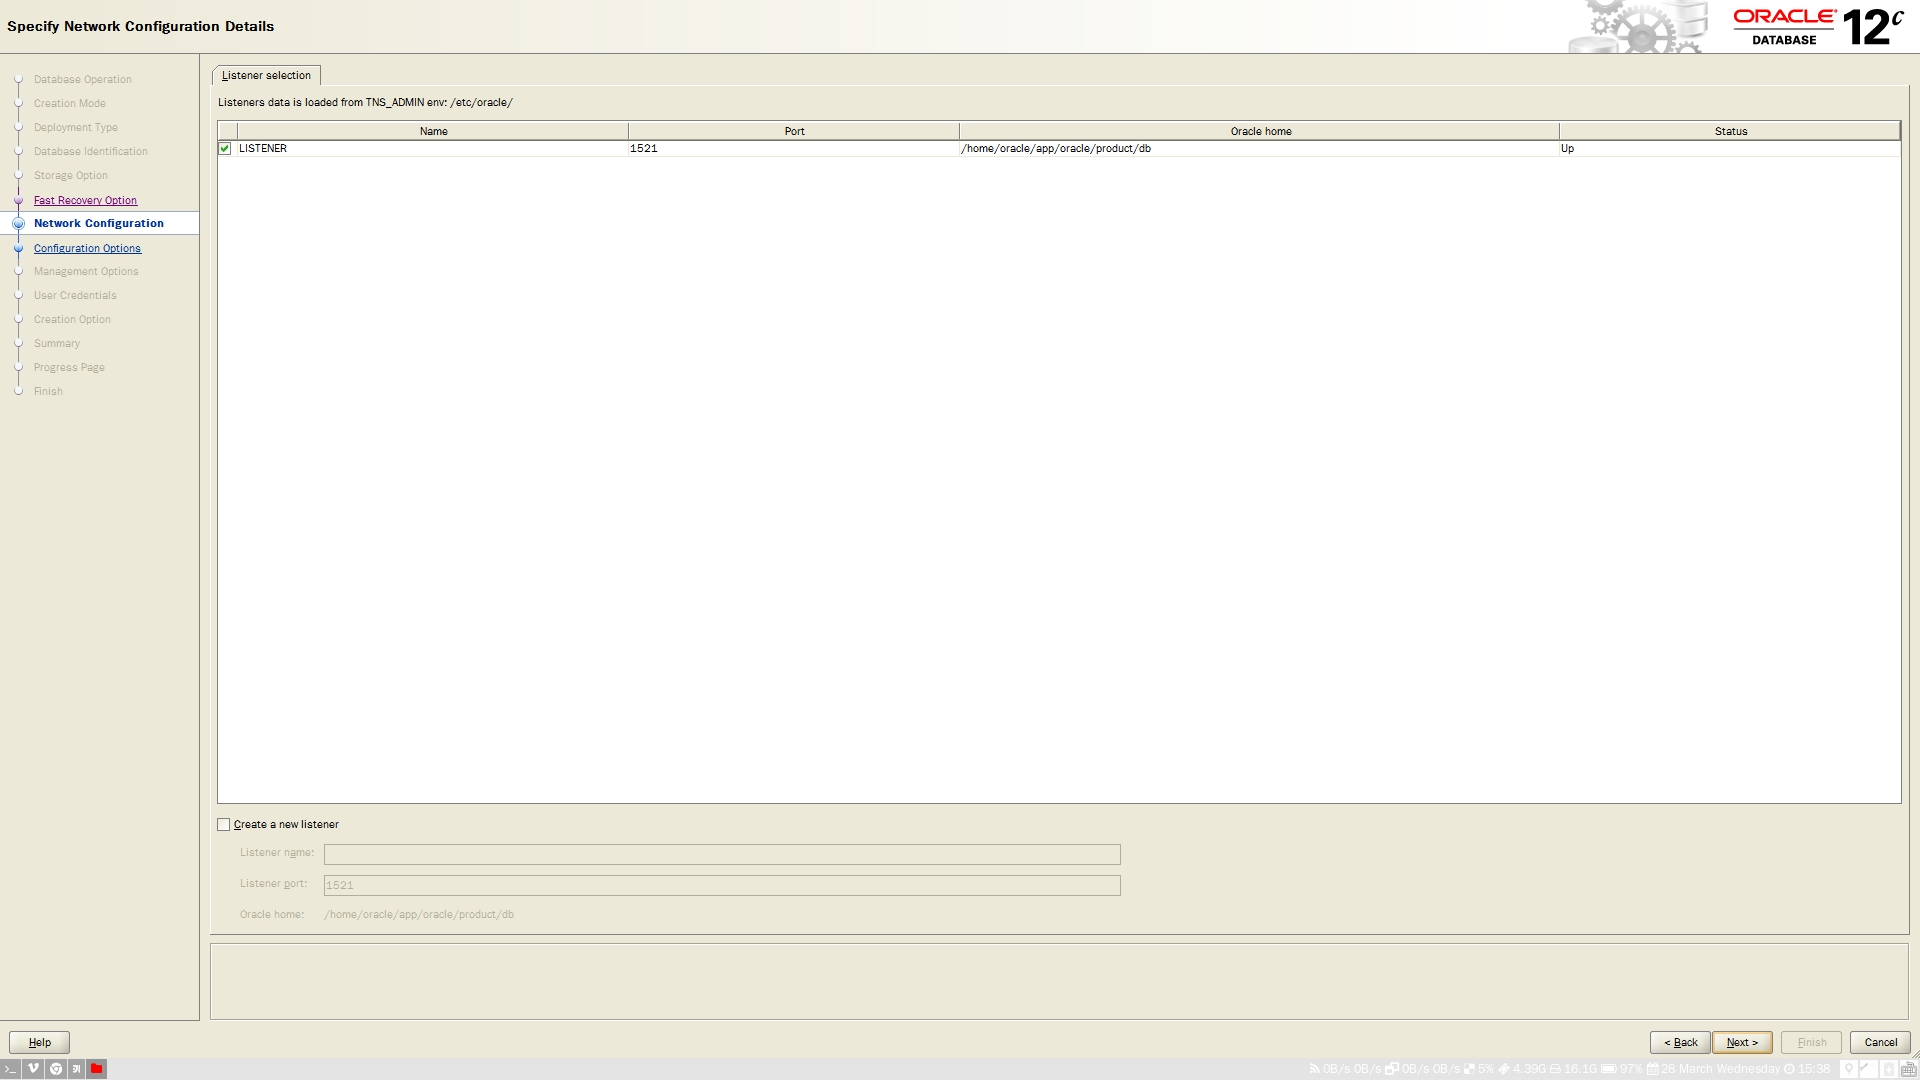 Specify Network Configuration Details
ORACLE
DATABASE
12c
Database Operation
Creation Mode
Deployment Type
Database Identification
Storage Option
Fast Recovery Option
Network Configuration
Configuration Options
Management Options
User Credentials
Creation Option
Summary
Progress Page
Finish
Listener selection
Listeners data is loaded from TNS_ADMIN env: /etc/oracle/
Name Port Oracle home Status
LISTENER 1521 /home/oracle/app/oracle/product/db Up
Create a new listener
Listener name:
Listener port: 1521
Oracle home: /home/oracle/app/oracle/product/db
Help < Back Next > Finish Cancel
0B/s 0B/s 0B/s 0B/s 5% 4.39G 16.1G 97% 28 March Wednesday 15:38